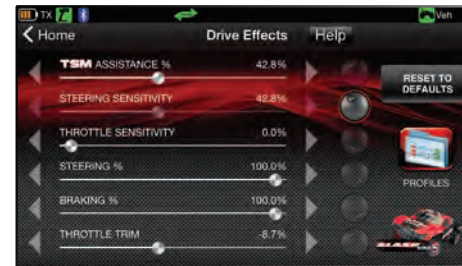 TX Veh
Home Drive Effects Help
TSM ASSISTANCE % 42.8%
RESET TO
DEFAULTS
STEERING SENSITIVITY 42.8%
THROTTLE SENSITIVITY 0.0%
STEERING % 100.0%
PROFILES
BRAKING % 100.0%
THROTTLE TRIM -8.7%
SLASH